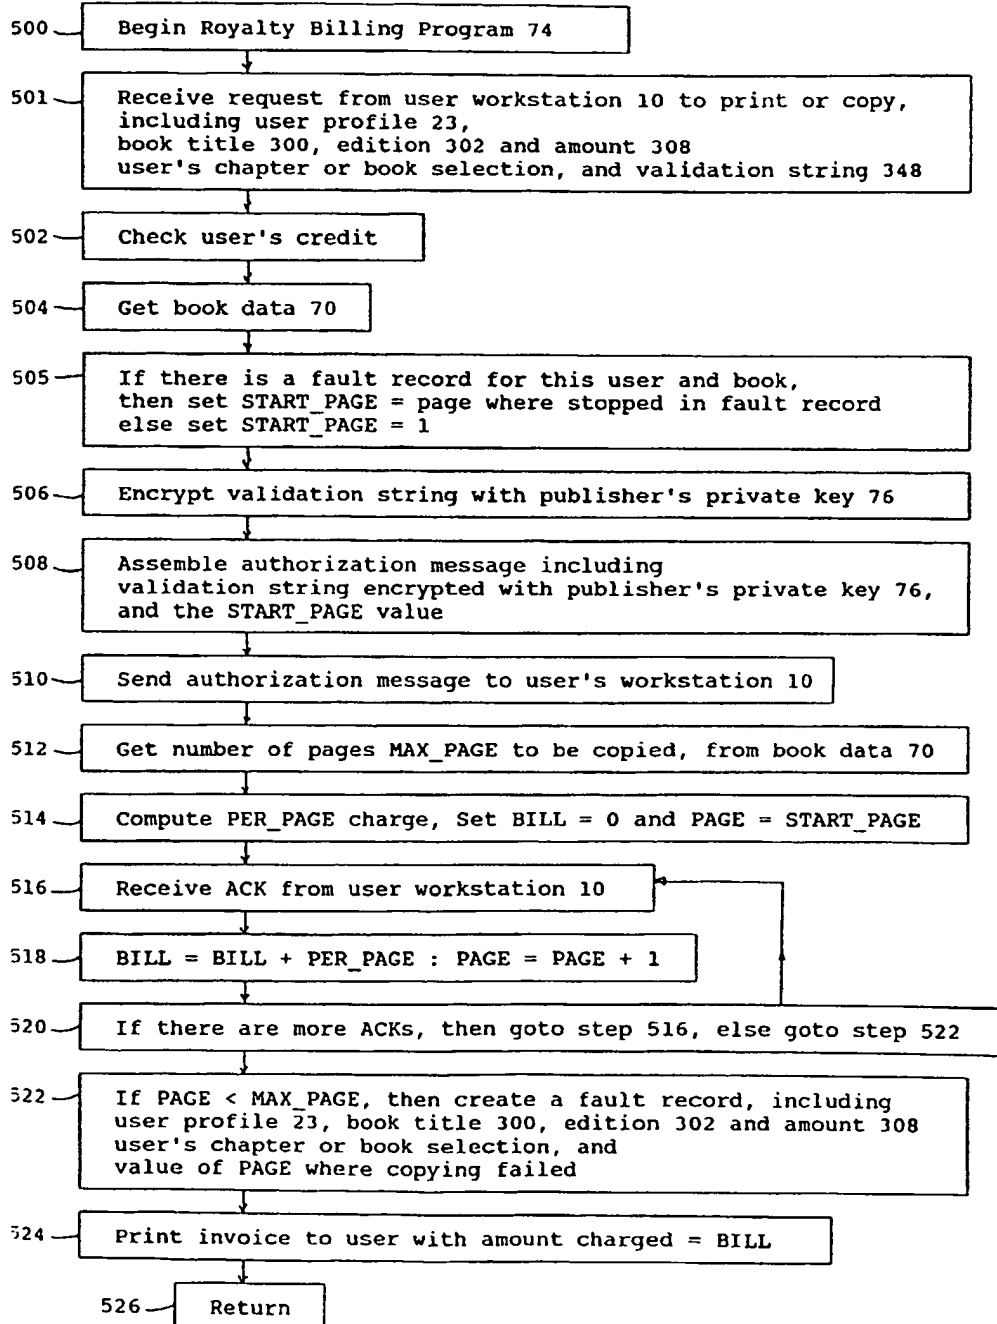 500 Begin Royalty Billing Program 74
501 Receive request from user workstation 10 to print or copy,
including user profile 23,
book title 300, edition 302 and amount 308
user's chapter or book selection, and validation string 348
502 Check user's credit
504 Get book data 70
505 If there is a fault record for this user and book,
then set START_PAGE = page where stopped in fault record
else set START_PAGE = 1
506 Encrypt validation string with publisher's private key 76
508 Assemble authorization message including
validation string encrypted with publisher's private key 76,
and the START_PAGE value
510 Send authorization message to user's workstation 10
512 Get number of pages MAX_PAGE to be copied, from book data 70
514 Compute PER_PAGE charge, Set BILL = 0 and PAGE = START_PAGE
516 Receive ACK from user workstation 10
518 BILL = BILL + PER_PAGE : PAGE = PAGE + 1
520 If there are more ACKs, then goto step 516, else goto step 522
522 If PAGE < MAX_PAGE, then create a fault record, including
user profile 23, book title 300, edition 302 and amount 308
user's chapter or book selection, and
value of PAGE where copying failed
524 Print invoice to user with amount charged = BILL
526 Return